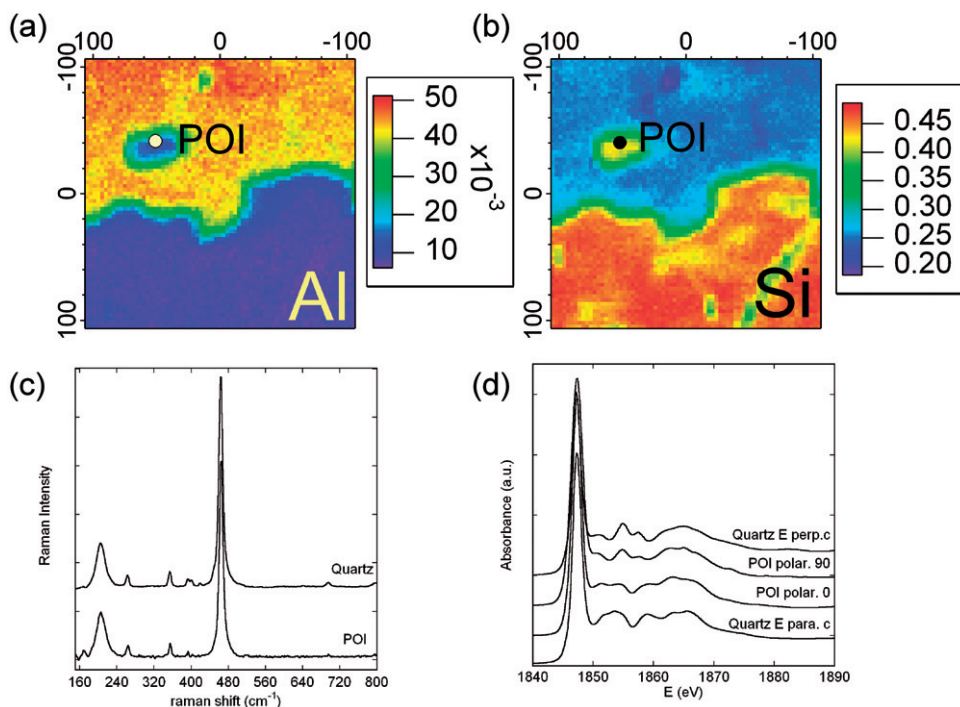 (a)
100 0 -100
-100
0
100
POI
Al
50
40
30
20
10
x10-3
(b)
100 0 -100
-100
0
100
POI
Si
0.45
0.40
0.35
0.30
0.25
0.20
(c)
Raman Intensity
Quartz
POI
160 240 320 400 480 560 640 720 800
raman shift (cm-1)
(d)
Absorbance (a.u.)
Quartz E perp.c
POI polar. 90
POI polar. 0
Quartz E para. c
1840 1850 1860 1870 1880 1890
E (eV)